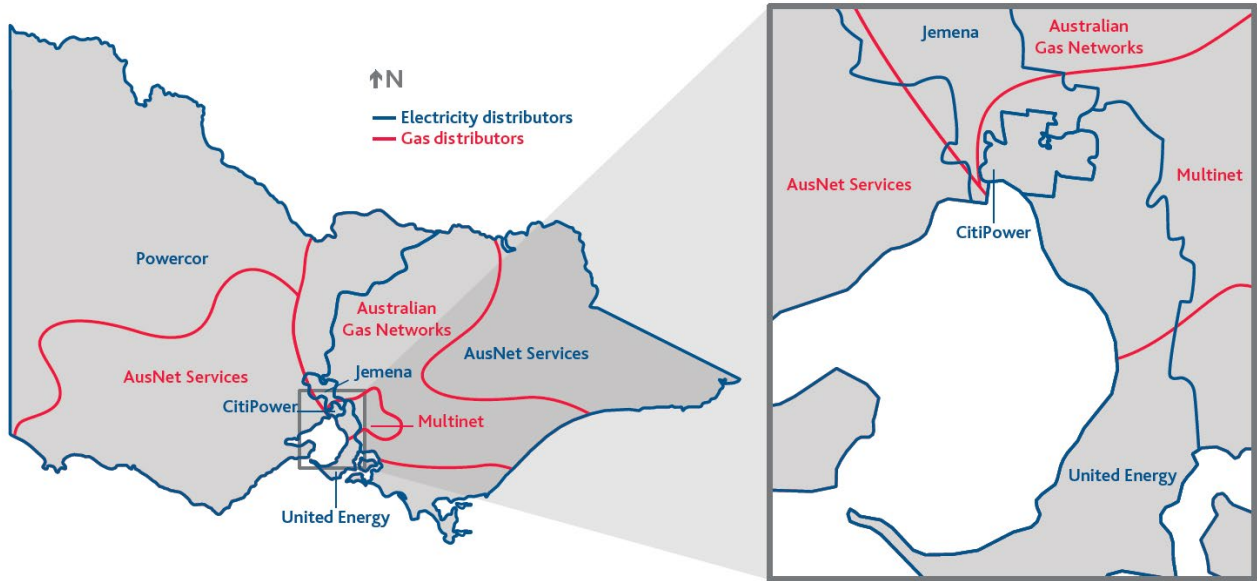 N
Electricity distributors
Gas distributors
Powercor
Australian
Gas Networks
AusNet Services
AusNet Services
Jemena
CitiPower
Multinet
United Energy
Jemena
Australian
Gas Networks
AusNet Services
Multinet
CitiPower
United Energy